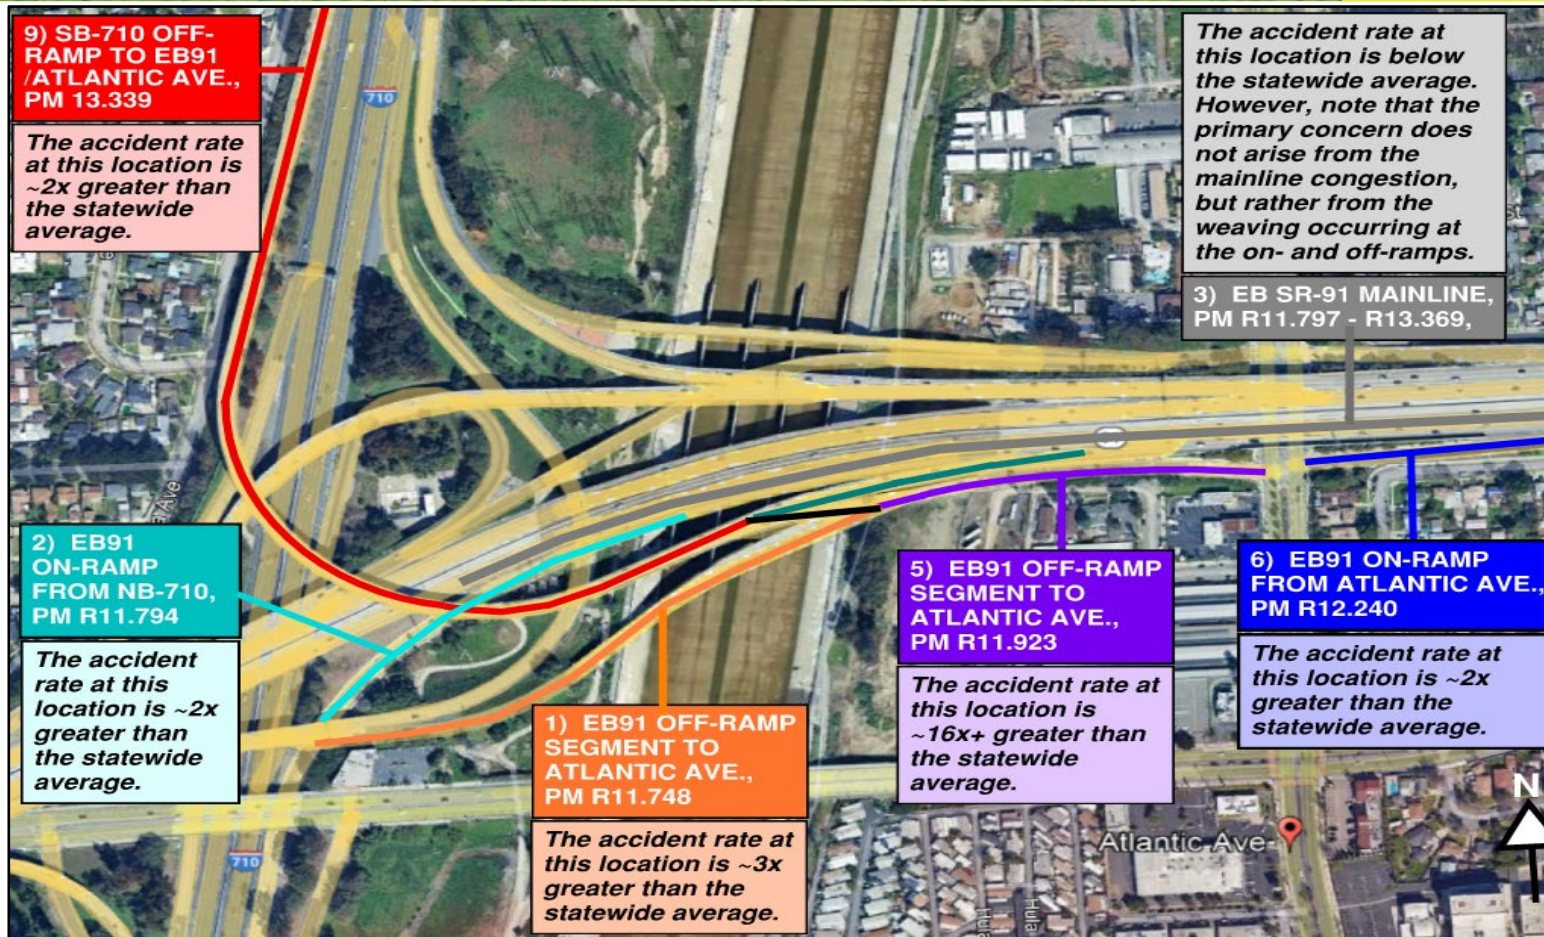 9) SB-710 OFF-
RAMP TO EB91
/ATLANTIC AVE.,
PM 13.339
The accident rate
at this location is
~2x greater than
the statewide
average.
710
The accident rate at
this location is below
the statewide average.
However, note that the
primary concern does
not arise from the
mainline congestion,
but rather from the
weaving occurring at
the on- and off-ramps.
St
3) EB SR-91 MAINLINE,
PM R11.797 - R13.369,
Ave
2) EB91
ON-RAMP
FROM NB-710,
PM R11.794
The accident
rate at this
location is ~2x
greater than
the statewide
average.
1) EB91 OFF-RAMP
SEGMENT TO
ATLANTIC AVE.,
PM R11.748
The accident rate at
this location is ~3x
greater than the
statewide average.
5) EB91 OFF-RAMP
SEGMENT TO
ATLANTIC AVE.,
PM R11.923
The accident rate at
this location is
~16x+ greater than
the statewide
average.
6) EB91 ON-RAMP
FROM ATLANTIC AVE.,
PM R12.240
The accident rate at
this location is ~2x
greater than the
statewide average.
N
Atlantic Ave
710
Hula
Hula